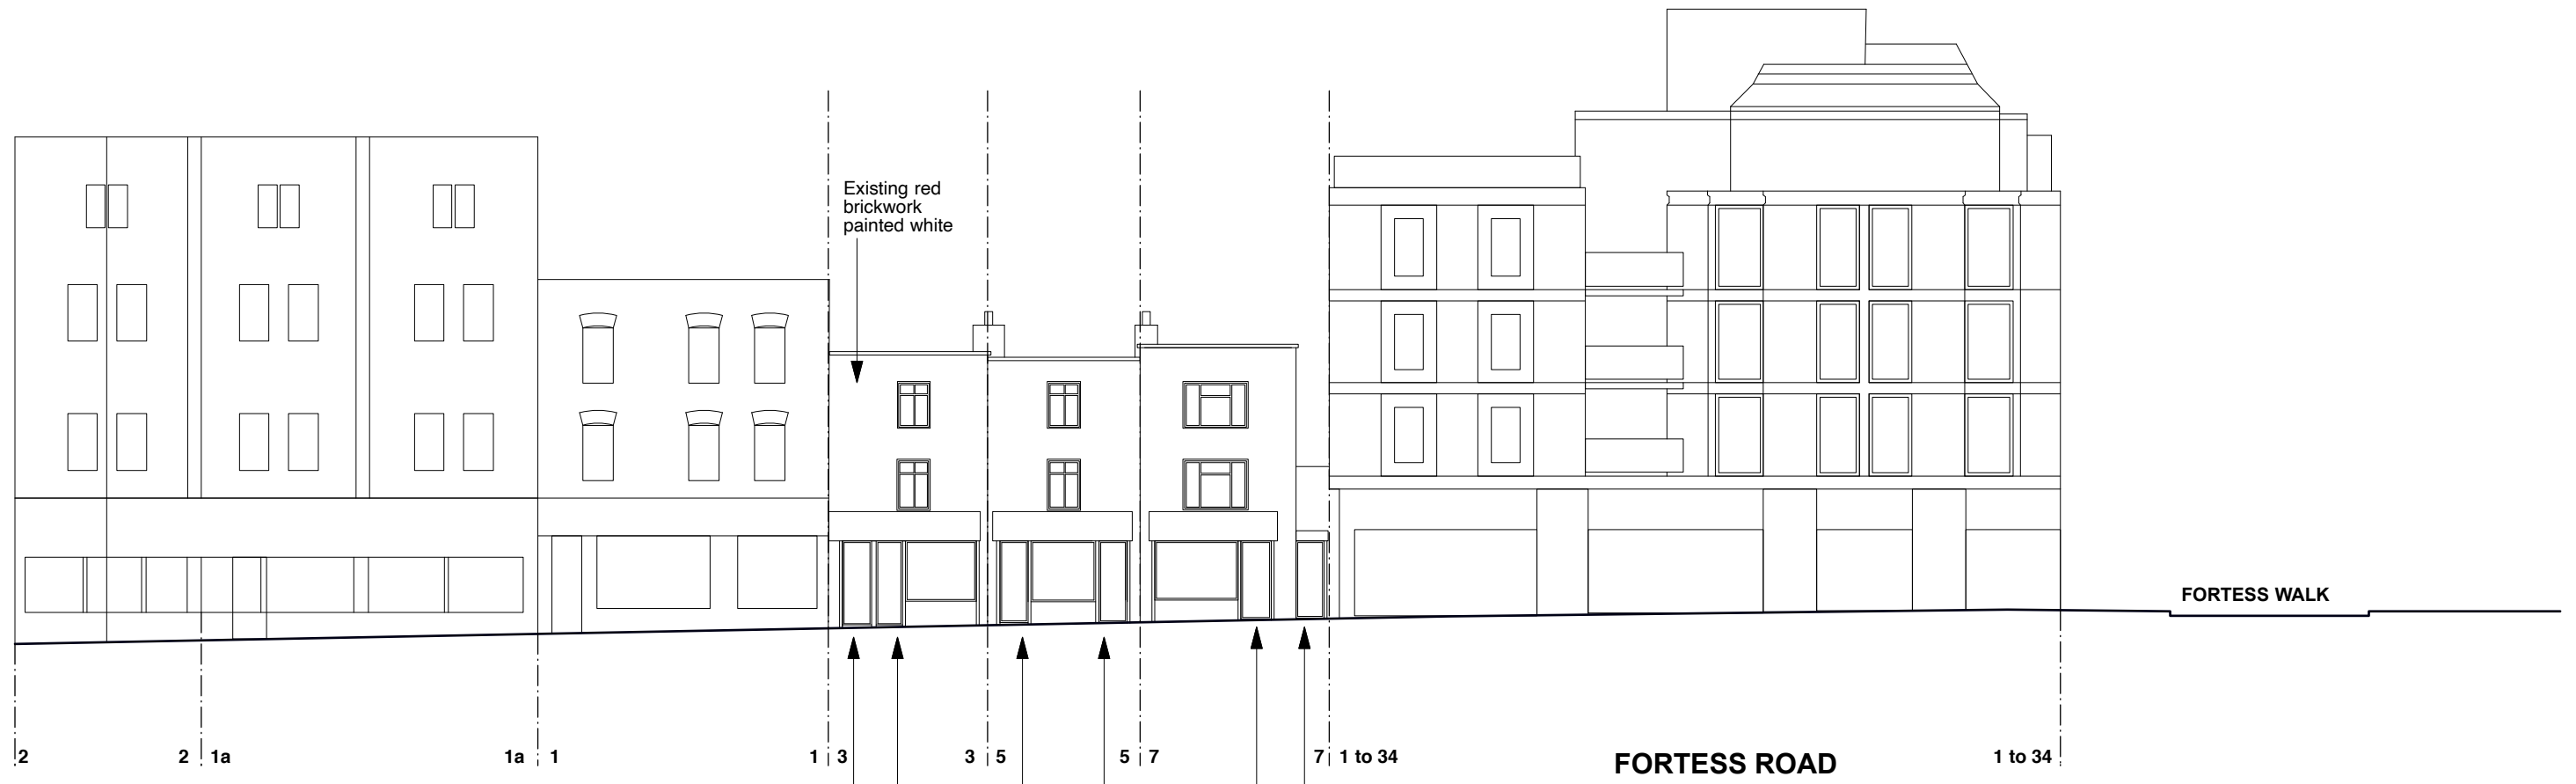 Existing red
brickwork
painted white
FORTESS WALK
2
2
1a
1a
1
1
3
3
5
5
7
7
1 to 34
FORTESS ROAD
1 to 34